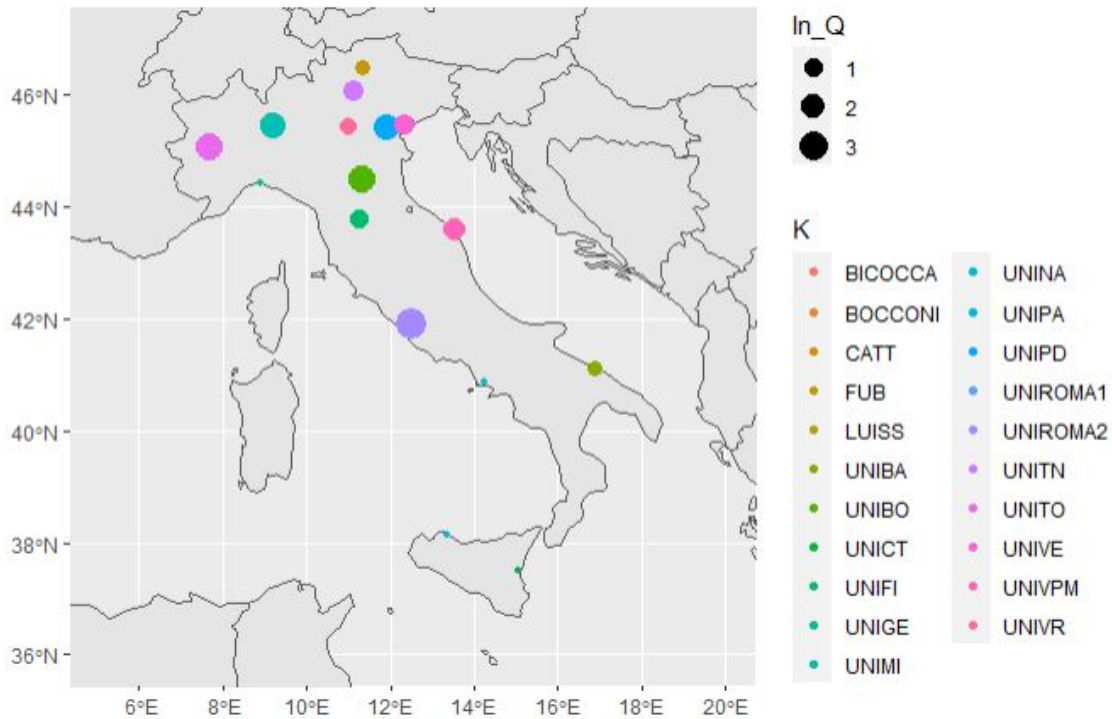 46°N
44°N
42°N
40°N
38°N
36°N
6°E 8°E 10°E 12°E 14°E 16°E 18°E 20°E
ln_Q
1
2
3
K
BICOCCA
BOCCONI
CATT
FUB
LUISS
UNIBA
UNIBO
UNICT
UNIFI
UNIGE
UNIMI
UNINA
UNIPA
UNIPD
UNIROMA1
UNIROMA2
UNITN
UNITO
UNIVE
UNIVPM
UNIVR